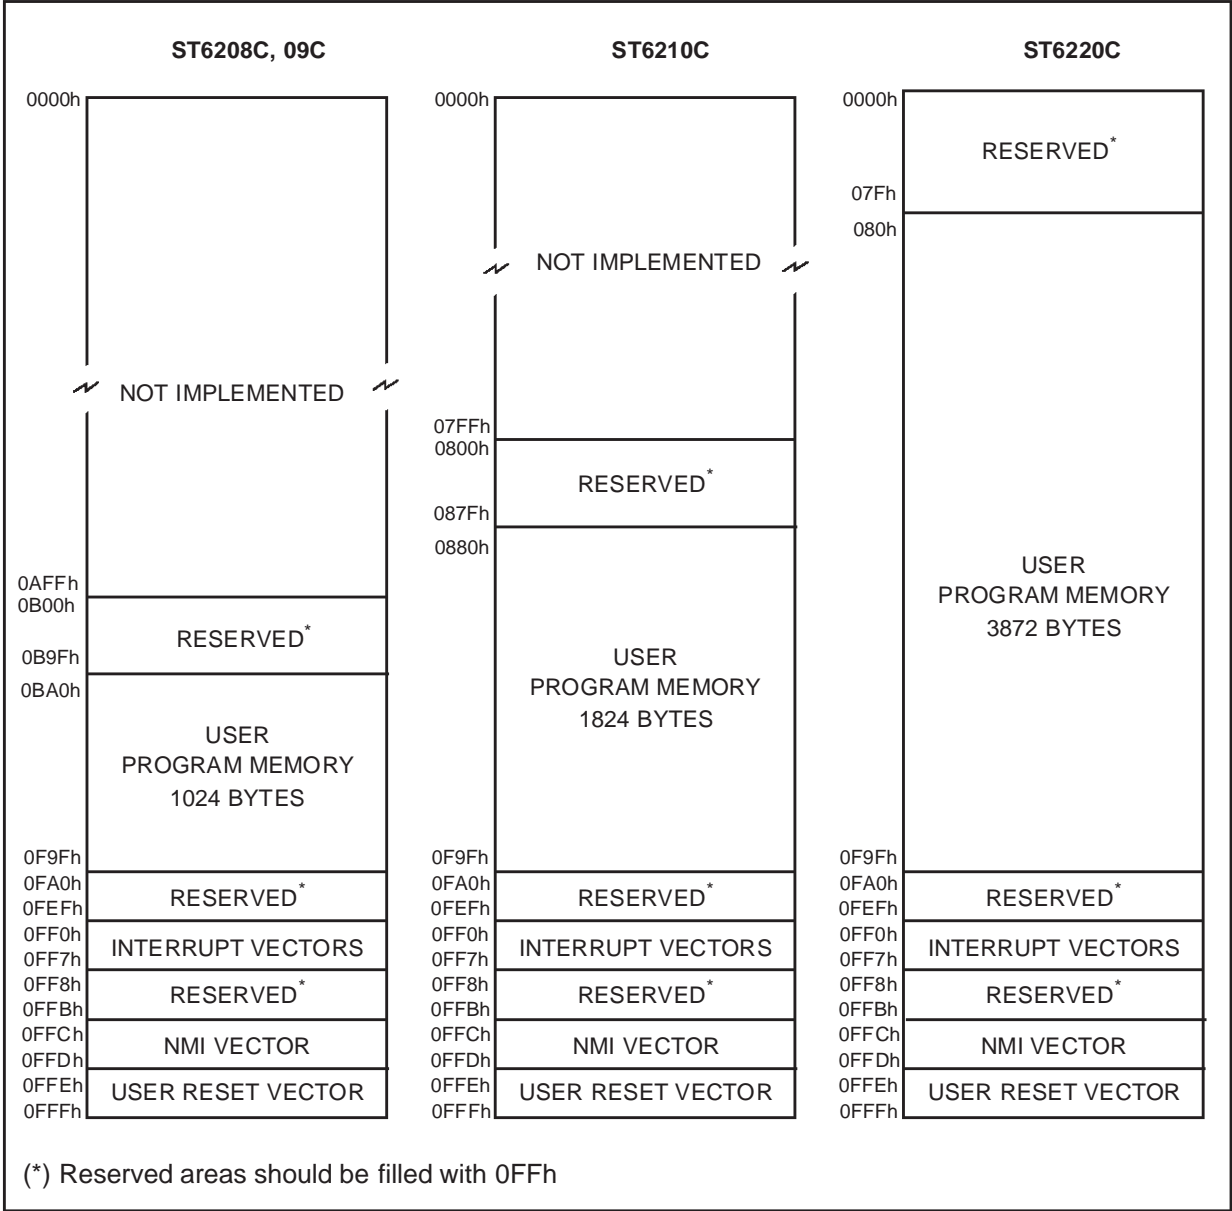 ST6208C, 09C
0000h
NOT IMPLEMENTED
0AFFh
0B00h
RESERVED*
0B9Fh
0BA0h
USER
PROGRAM MEMORY
1024 BYTES
0F9Fh
0FA0h
RESERVED*
0FEFh
0FF0h
INTERRUPT VECTORS
0FF7h
0FF8h
RESERVED*
0FFBh
0FFCh
NMI VECTOR
0FFDh
0FFEh
USER RESET VECTOR
0FFFh
ST6210C
0000h
NOT IMPLEMENTED
07FFh
0800h
RESERVED*
087Fh
0880h
USER
PROGRAM MEMORY
1824 BYTES
0F9Fh
0FA0h
RESERVED*
0FEFh
0FF0h
INTERRUPT VECTORS
0FF7h
0FF8h
RESERVED*
0FFBh
0FFCh
NMI VECTOR
0FFDh
0FFEh
USER RESET VECTOR
0FFFh
ST6220C
0000h
RESERVED*
07Fh
080h
USER
PROGRAM MEMORY
3872 BYTES
0F9Fh
0FA0h
RESERVED*
0FEFh
0FF0h
INTERRUPT VECTORS
0FF7h
0FF8h
RESERVED*
0FFBh
0FFCh
NMI VECTOR
0FFDh
0FFEh
USER RESET VECTOR
0FFFh
(*) Reserved areas should be filled with 0FFh